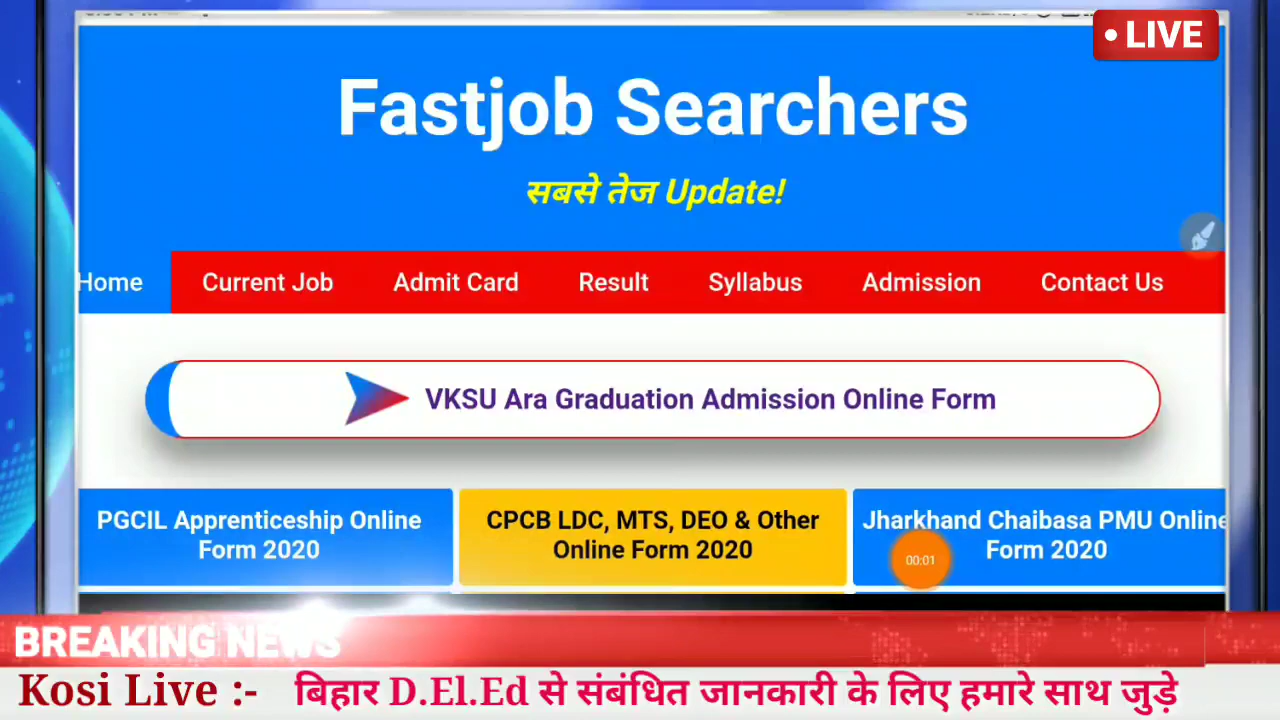 LIVE
Fastjob Searchers
सबसे तेज Update!
Home Current Job Admit Card Result Syllabus Admission Contact Us
VKSU Ara Graduation Admission Online Form
PGCIL Apprenticeship Online
Form 2020
CPCB LDC, MTS, DEO & Other
Online Form 2020
Jharkhand Chaibasa PMU Online
Form 2020
00:01
BREAKING NEWS
Kosi Live :- बिहार D.El.Ed से संबंधित जानकारी के लिए हमारे साथ जुड़े